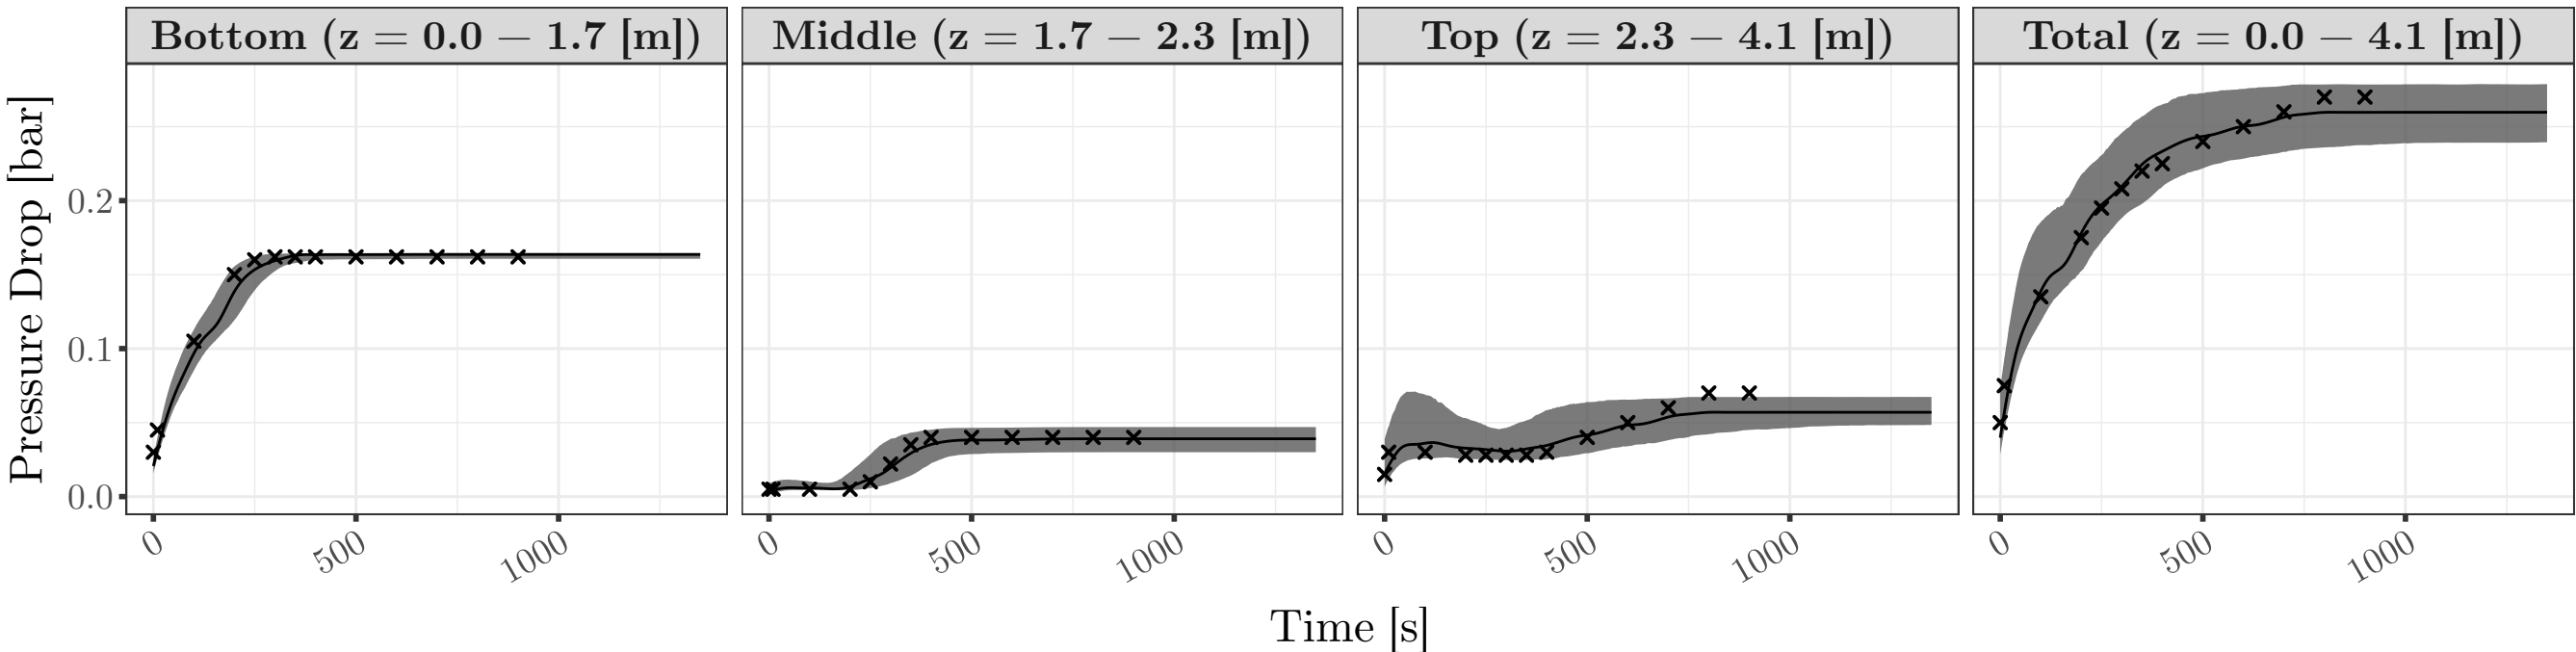 Bottom (z = 0.0 − 1.7 [m])
Middle (z = 1.7 − 2.3 [m])
Top (z = 2.3 − 4.1 [m])
Total (z = 0.0 − 4.1 [m])
Pressure Drop [bar]
0.2
0.1
0.0
0 500 1000
0 500 1000
0 500 1000
0 500 1000
Time [s]